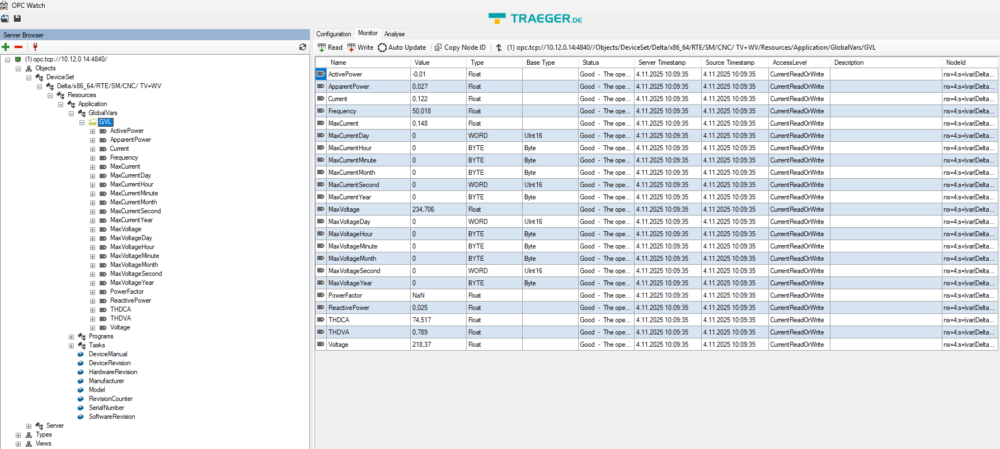 OPC Watch
TRAEGER.DE
Server Browser
(1) opc.tcp://10.12.0.14:4840/
Objects
DeviceSet
Delta/x86_64/RTE/SM/CNC/ TV+WV
Resources
Application
GlobalVars
GVL
ActivePower
ApparentPower
Current
Frequency
MaxCurrent
MaxCurrentDay
MaxCurrentHour
MaxCurrentMinute
MaxCurrentMonth
MaxCurrentSecond
MaxCurrentYear
MaxVoltage
MaxVoltageDay
MaxVoltageHour
MaxVoltageMinute
MaxVoltageMonth
MaxVoltageSecond
MaxVoltageYear
PowerFactor
ReactivePower
THDCA
THDVA
Voltage
Programs
Tasks
DeviceManual
DeviceRevision
HardwareRevision
Manufacturer
Model
RevisionCounter
SerialNumber
SoftwareRevision
Server
Types
Views
Configuration Monitor Analyse
Read Write Auto Update Copy Node ID (1) opc.tcp://10.12.0.14:4840//Objects/DeviceSet/Delta/x86_64/RTE/SM/CNC/ TV+WV/Resources/Application/GlobalVars/GVL
Name Value Type Base Type Status Server Timestamp Source Timestamp AccessLevel Description NodeId
ActivePower -0,01 Float Good - The ope... 4.11.2025 10:09:35 4.11.2025 10:09:35 CurrentReadOrWrite ns=4;s=|var|Delta...
ApparentPower 0,027 Float Good - The ope... 4.11.2025 10:09:35 4.11.2025 10:09:35 CurrentReadOrWrite ns=4;s=|var|Delta...
Current 0,122 Float Good - The ope... 4.11.2025 10:09:35 4.11.2025 10:09:35 CurrentReadOrWrite ns=4;s=|var|Delta...
Frequency 50,018 Float Good - The ope... 4.11.2025 10:09:35 4.11.2025 10:09:35 CurrentReadOrWrite ns=4;s=|var|Delta...
MaxCurrent 0,148 Float Good - The ope... 4.11.2025 10:09:35 4.11.2025 10:09:35 CurrentReadOrWrite ns=4;s=|var|Delta...
MaxCurrentDay 0 WORD UInt16 Good - The ope... 4.11.2025 10:09:35 4.11.2025 10:09:35 CurrentReadOrWrite ns=4;s=|var|Delta...
MaxCurrentHour 0 BYTE Byte Good - The ope... 4.11.2025 10:09:35 4.11.2025 10:09:35 CurrentReadOrWrite ns=4;s=|var|Delta...
MaxCurrentMinute 0 BYTE Byte Good - The ope... 4.11.2025 10:09:35 4.11.2025 10:09:35 CurrentReadOrWrite ns=4;s=|var|Delta...
MaxCurrentMonth 0 BYTE Byte Good - The ope... 4.11.2025 10:09:35 4.11.2025 10:09:35 CurrentReadOrWrite ns=4;s=|var|Delta...
MaxCurrentSecond 0 WORD UInt16 Good - The ope... 4.11.2025 10:09:35 4.11.2025 10:09:35 CurrentReadOrWrite ns=4;s=|var|Delta...
MaxCurrentYear 0 BYTE Byte Good - The ope... 4.11.2025 10:09:35 4.11.2025 10:09:35 CurrentReadOrWrite ns=4;s=|var|Delta...
MaxVoltage 234,706 Float Good - The ope... 4.11.2025 10:09:35 4.11.2025 10:09:35 CurrentReadOrWrite ns=4;s=|var|Delta...
MaxVoltageDay 0 WORD UInt16 Good - The ope... 4.11.2025 10:09:35 4.11.2025 10:09:35 CurrentReadOrWrite ns=4;s=|var|Delta...
MaxVoltageHour 0 BYTE Byte Good - The ope... 4.11.2025 10:09:35 4.11.2025 10:09:35 CurrentReadOrWrite ns=4;s=|var|Delta...
MaxVoltageMinute 0 BYTE Byte Good - The ope... 4.11.2025 10:09:35 4.11.2025 10:09:35 CurrentReadOrWrite ns=4;s=|var|Delta...
MaxVoltageMonth 0 BYTE Byte Good - The ope... 4.11.2025 10:09:35 4.11.2025 10:09:35 CurrentReadOrWrite ns=4;s=|var|Delta...
MaxVoltageSecond 0 WORD UInt16 Good - The ope... 4.11.2025 10:09:35 4.11.2025 10:09:35 CurrentReadOrWrite ns=4;s=|var|Delta...
MaxVoltageYear 0 BYTE Byte Good - The ope... 4.11.2025 10:09:35 4.11.2025 10:09:35 CurrentReadOrWrite ns=4;s=|var|Delta...
PowerFactor NaN Float Good - The ope... 4.11.2025 10:09:35 4.11.2025 10:09:35 CurrentReadOrWrite ns=4;s=|var|Delta...
ReactivePower 0,025 Float Good - The ope... 4.11.2025 10:09:35 4.11.2025 10:09:35 CurrentReadOrWrite ns=4;s=|var|Delta...
THDCA 74,517 Float Good - The ope... 4.11.2025 10:09:35 4.11.2025 10:09:35 CurrentReadOrWrite ns=4;s=|var|Delta...
THDVA 0,789 Float Good - The ope... 4.11.2025 10:09:35 4.11.2025 10:09:35 CurrentReadOrWrite ns=4;s=|var|Delta...
Voltage 218,37 Float Good - The ope... 4.11.2025 10:09:35 4.11.2025 10:09:35 CurrentReadOrWrite ns=4;s=|var|Delta...